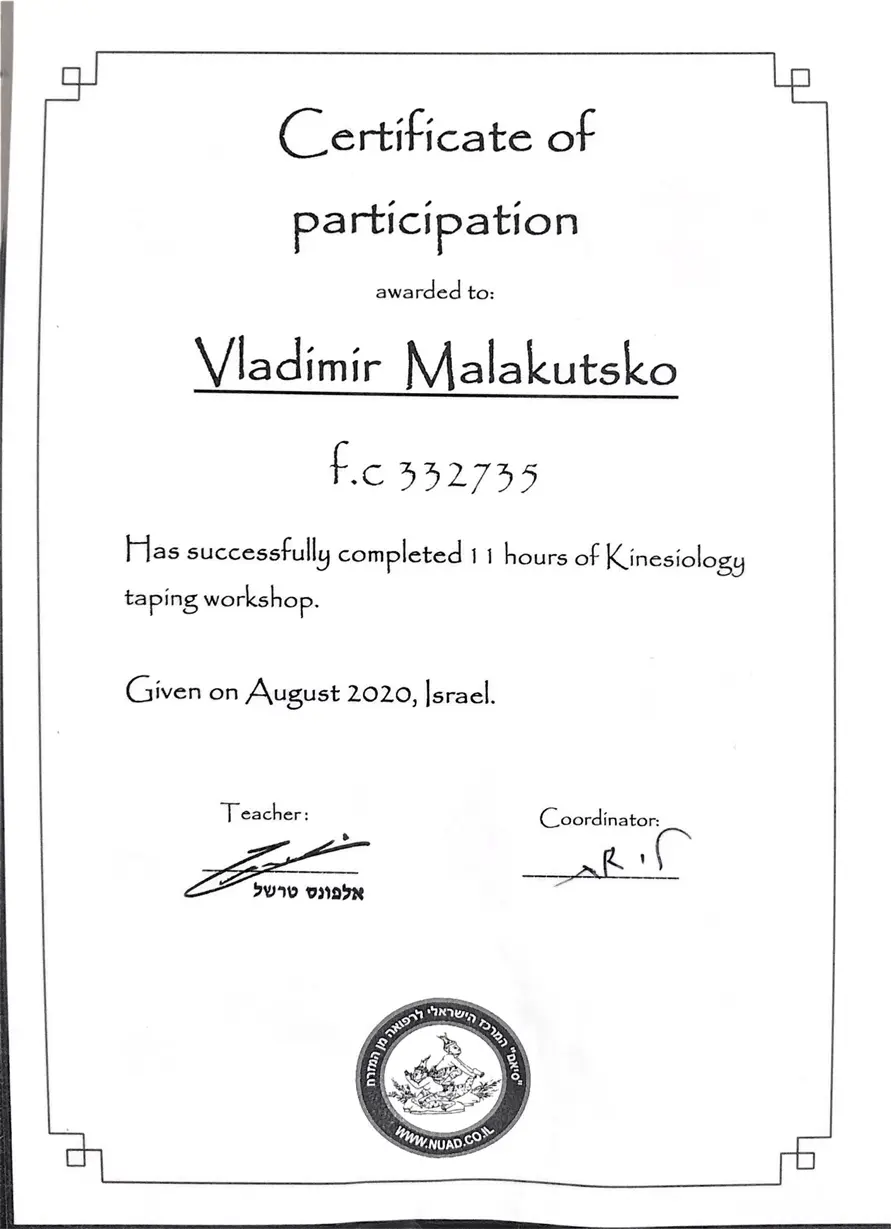 Certificate of
participation
awarded to:
Vladimir Malakutsko
f.c 332735
Has successfully completed 11 hours of Kinesiology
taping workshop.
Given on August 2020, Israel.
Teacher:
Coordinator:
אלפונס טרשל
"סיאם" המרכז הישראלי לרפואה מן המזרח
WWW.NUAD.CO.IL